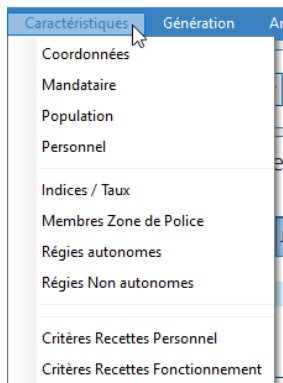 Caractéristiques Génération
Coordonnées
Mandataire
Population
Personnel
Indices / Taux
Membres Zone de Police
Régies autonomes
Régies Non autonomes
Critères Recettes Personnel
Critères Recettes Fonctionnement